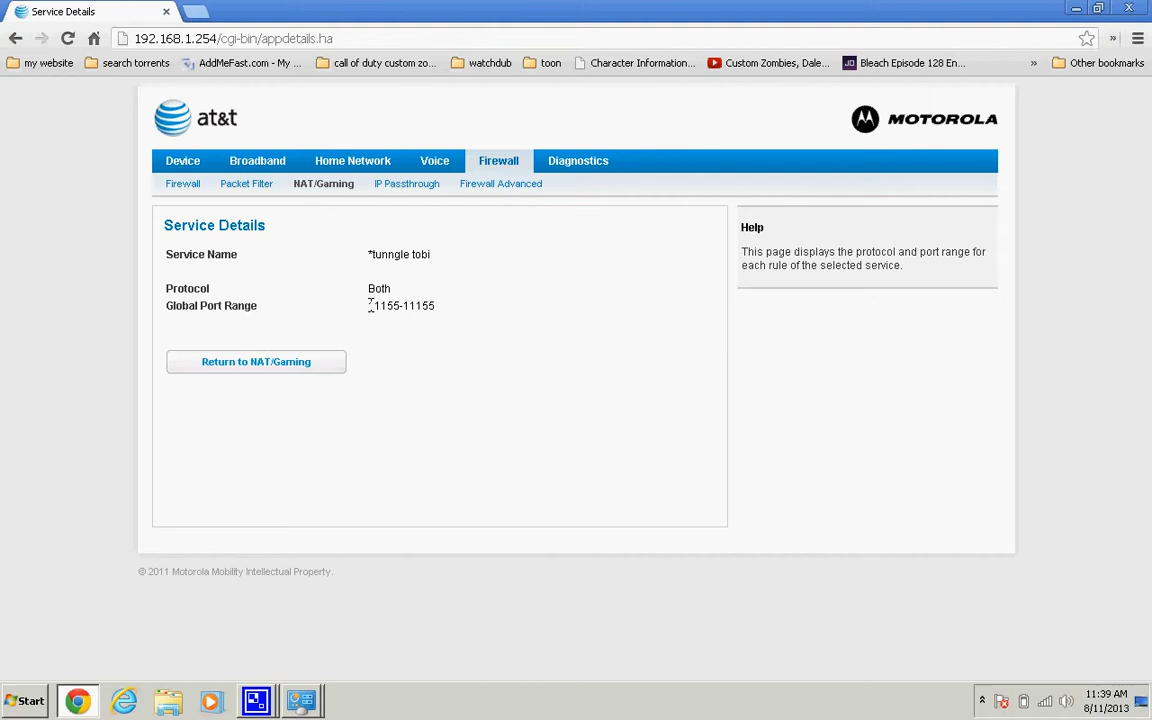 Service Details
192.168.1.254/cgi-bin/appdetails.ha
my website search torrents AddMeFast.com - My ... call of duty custom zo... watchdub toon Character Information... Custom Zombies, Dale... JD Bleach Episode 128 En... » Other bookmarks
at&t MOTOROLA
Device Broadband Home Network Voice Firewall Diagnostics
Firewall Packet Filter NAT/Gaming IP Passthrough Firewall Advanced
Service Details
Service Name *tunngle tobi
Protocol Both
Global Port Range 1155-11155
Return to NAT/Gaming
Help
This page displays the protocol and port range for
each rule of the selected service.
© 2011 Motorola Mobility Intellectual Property.
Start
11:39 AM
8/11/2013